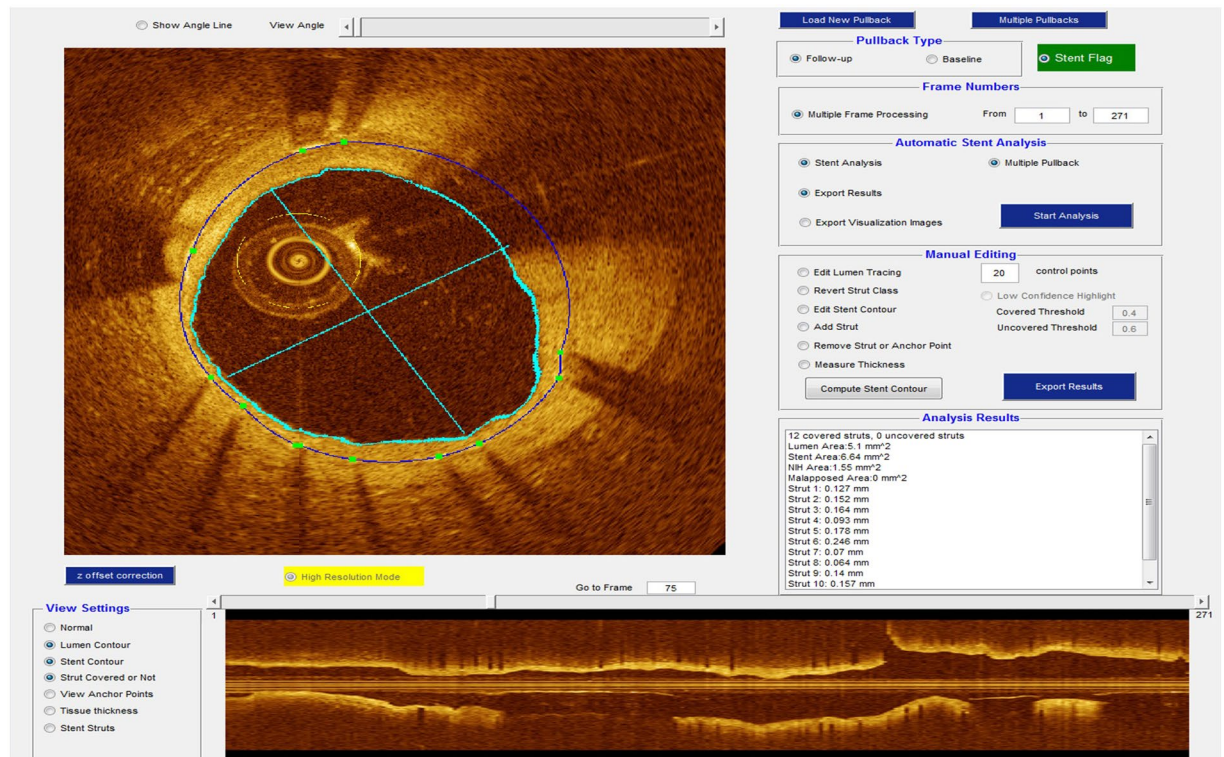 Show Angle Line View Angle
Load New Pullback Multiple Pullbacks
Pullback Type
Follow-up Baseline Stent Flag
Frame Numbers
Multiple Frame Processing From 1 to 271
Automatic Stent Analysis
Stent Analysis Multiple Pullback
Export Results
Export Visualization Images Start Analysis
Manual Editing
Edit Lumen Tracing 20 control points
Revert Strut Class Low Confidence Highlight
Edit Stent Contour Covered Threshold 0.4
Add Strut Uncovered Threshold 0.6
Remove Strut or Anchor Point
Measure Thickness
Compute Stent Contour Export Results
Analysis Results
12 covered struts, 0 uncovered struts
Lumen Area:5.1 mm^2
Stent Area:6.64 mm^2
NIH Area:1.55 mm^2
Malapposed Area:0 mm^2
Strut 1: 0.127 mm
Strut 2: 0.152 mm
Strut 3: 0.164 mm
Strut 4: 0.093 mm
Strut 5: 0.178 mm
Strut 6: 0.246 mm
Strut 7: 0.07 mm
Strut 8: 0.064 mm
Strut 9: 0.14 mm
Strut 10: 0.157 mm
z offset correction High Resolution Mode Go to Frame 75
1 271
View Settings
Normal
Lumen Contour
Stent Contour
Strut Covered or Not
View Anchor Points
Tissue thickness
Stent Struts